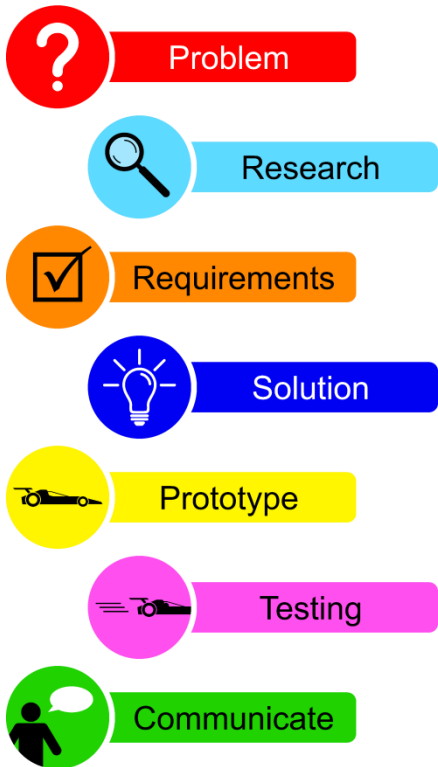 Problem
Research
Requirements
Solution
Prototype
Testing
Communicate